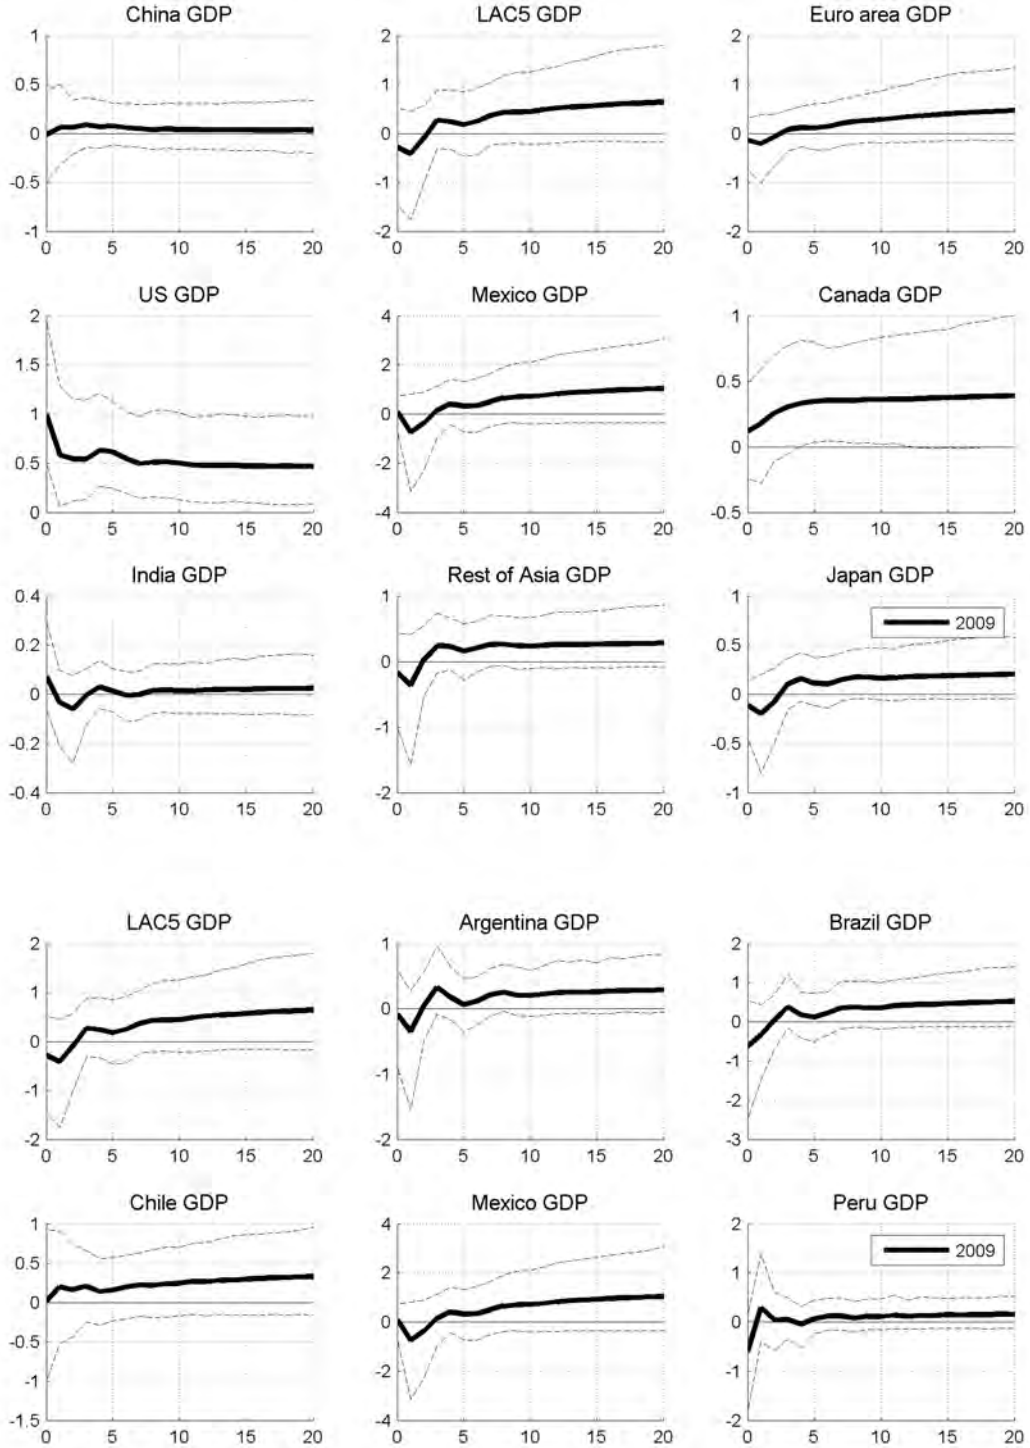 China GDP LAC5 GDP Euro area GDP
1 2 2
0.5 1 1
0 0 0
-0.5 -1 -1
-1 -2 -2
0 5 10 15 20 0 5 10 15 20 0 5 10 15 20
US GDP Mexico GDP Canada GDP
2 4 1
1.5 2 0.5
1 0 0
0.5 -2 -0.5
0 -4
0 5 10 15 20 0 5 10 15 20 0 5 10 15 20
India GDP Rest of Asia GDP Japan GDP
0.4 1 1
2009
0.2 0 0.5
0 -1 0
-0.2 -2 -0.5
-0.4 -1
0 5 10 15 20 0 5 10 15 20 0 5 10 15 20
LAC5 GDP Argentina GDP Brazil GDP
2 1 2
1 0 1
0 -1 0
-1 -2 -1
-2 -2
-3
0 5 10 15 20 0 5 10 15 20 0 5 10 15 20
Chile GDP Mexico GDP Peru GDP
1 4 2
2009
0.5 2 1
0 0 0
-0.5 -2 -1
-1 -4 -2
-1.5
0 5 10 15 20 0 5 10 15 20 0 5 10 15 20